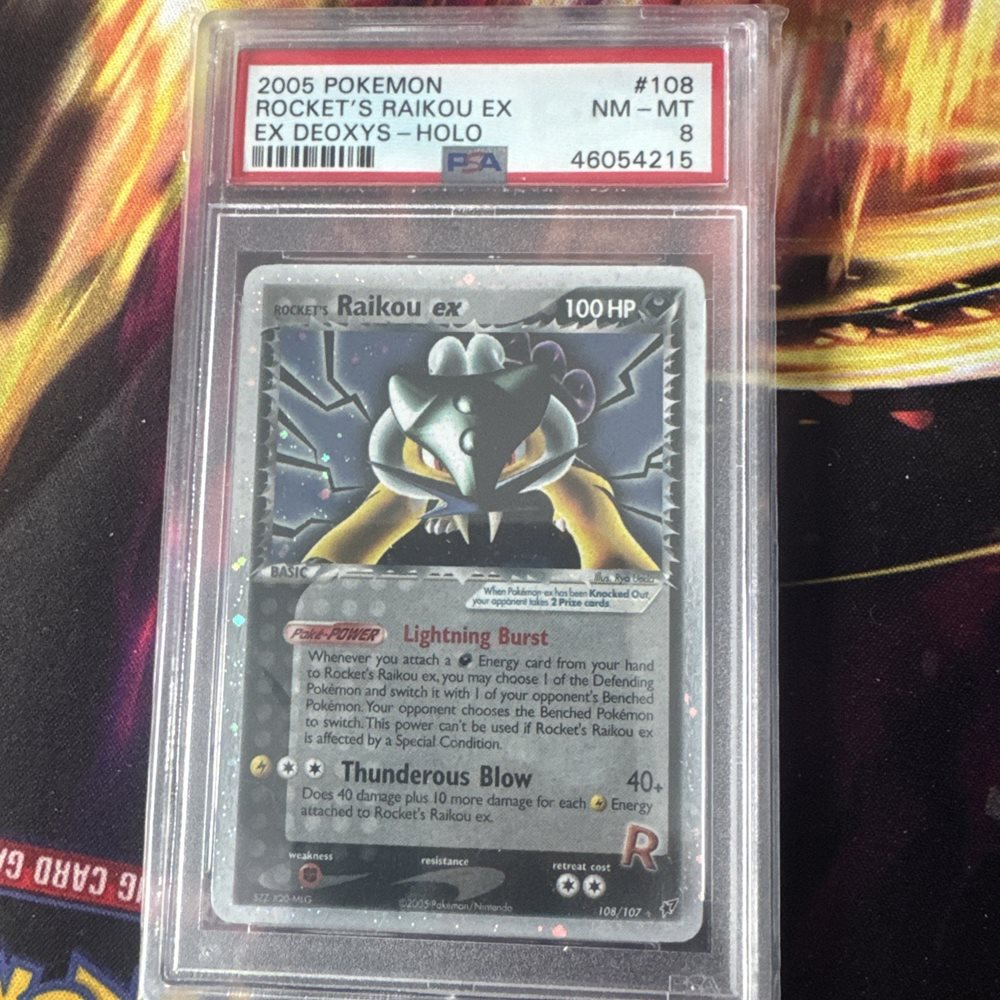 2005 POKEMON #108
ROCKET'S RAIKOU EX NM - MT
EX DEOXYS - HOLO 8
PSA 46054215
ROCKET'S Raikou ex 100 HP
BASIC Illus. Ryo Ueda
When Pokémon-ex has been Knocked Out,
your opponent takes 2 Prize cards.
Poké-POWER Lightning Burst
Whenever you attach a Energy card from your hand
to Rocket's Raikou ex, you may choose 1 of the Defending
Pokémon and switch it with 1 of your opponent's Benched
Pokémon. Your opponent chooses the Benched Pokémon
to switch. This power can't be used if Rocket's Raikou ex
is affected by a Special Condition.
Thunderous Blow 40+
Does 40 damage plus 10 more damage for each Energy
attached to Rocket's Raikou ex.
R
weakness resistance retreat cost
©2005 Pokémon/Nintendo 108/107
PSA
NG CARD GA